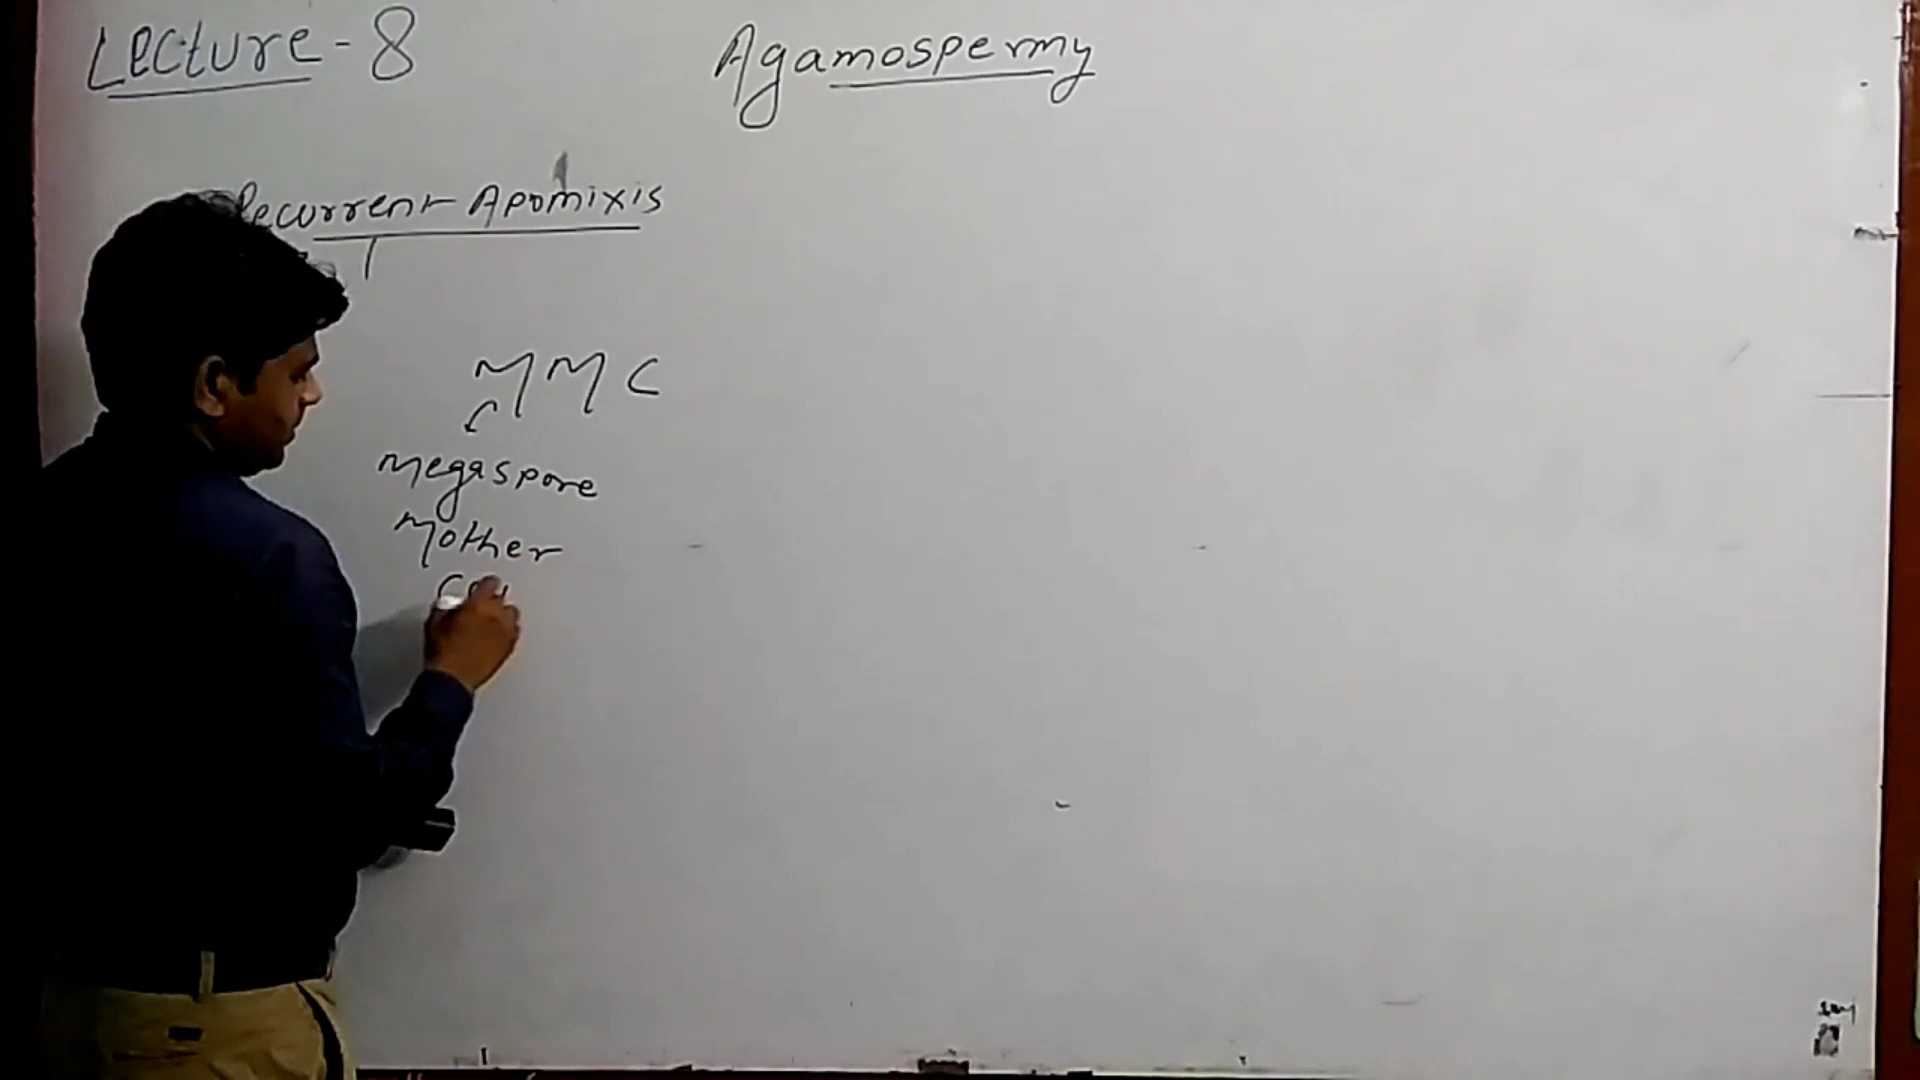 Lecture - 8
Agamospermy
Recurrent Apomixis
MMC
Megaspore
Mother